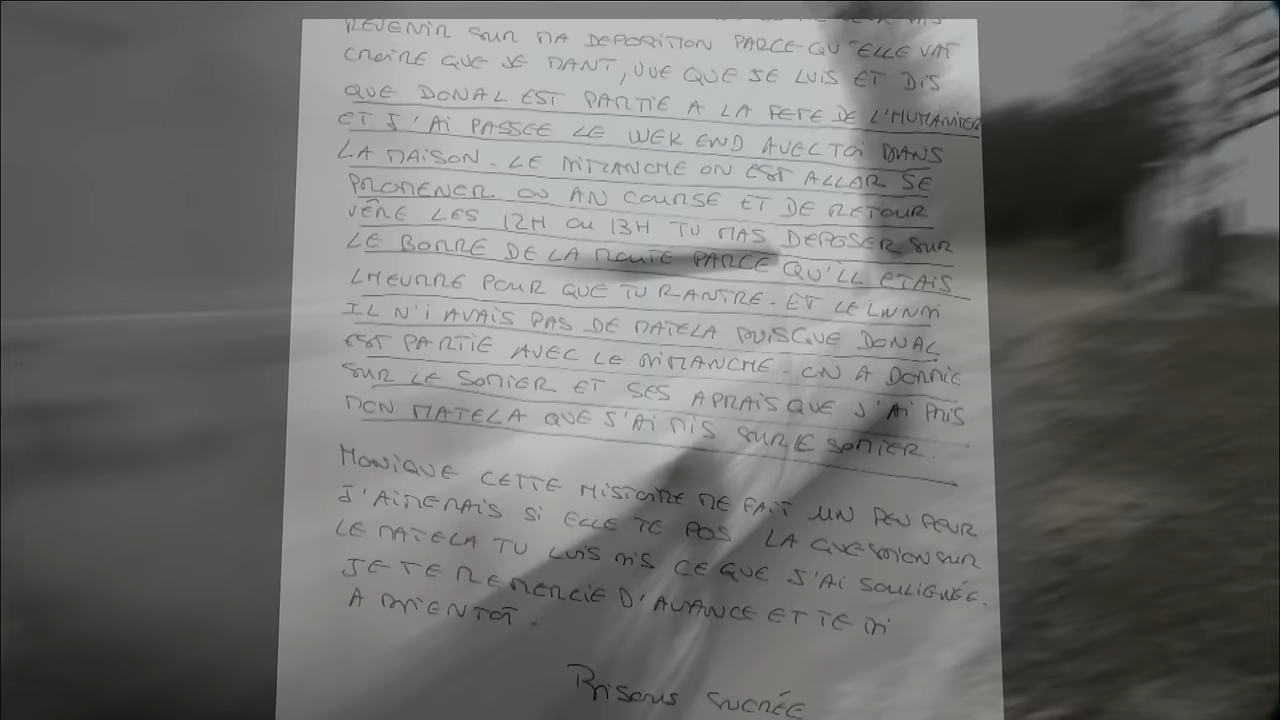 REVENIR SUR MA DEPOSITION PARCE QU'ELLE VAT
CROIRE QUE JE MANT, VUE QUE JE LUIS ET DIS
QUE DONAL EST PARTIE A LA FETE DE L'HUMANITER
ET J'AI PASSEE LE WEK END AVEC TOI DANS
LA MAISON. LE DIMANCHE ON EST ALLAR SE
PROMENER OU AN COURSE ET DE RETOUR
VÊRE LES 12H OU 13H TU MAS DEPOSER SUR
LE BORRE DE LA ROUTE PARCE QU'IL ETAIS
LHEURRE POUR QUE TU RANTRE. ET LE LUNDI
IL N'I AVAIS PAS DE MATELA PUISQUE DONAL
EST PARTIE AVEC LE DIMANCHE. ON A DORMIE
SUR LE SOMIER ET SES APRAIS QUE J'AI PRIS
MON MATELA QUE J'AI MIS SUR LE SOMIER.
MONIQUE CETTE HISTOIRE ME FAIT UN PEU PEUR
J'AIMERAIS SI ELLE TE POS LA QUESTION SUR
LE MATELA TU LUIS DIS CE QUE J'AI SOULIGNÉE.
JE TE REMERCIE D'AVANCE ET TE DI
A BIENTOT.
BISOUS SUCRÉE